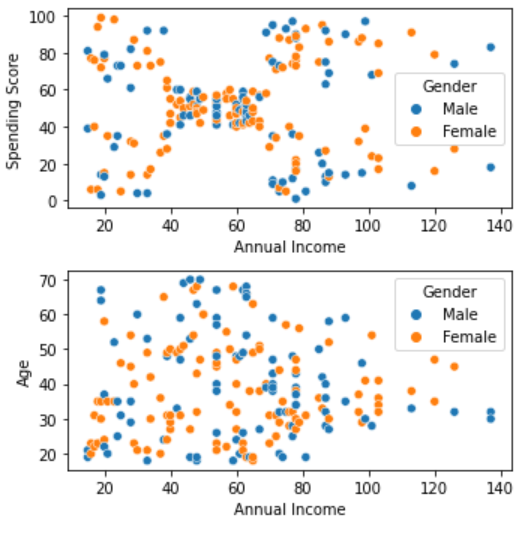 100
80
60
40
20
0
Spending Score
Gender
Male
Female
20 40 60 80 100 120 140
Annual Income
70
60
50
40
30
20
Age
Gender
Male
Female
20 40 60 80 100 120 140
Annual Income